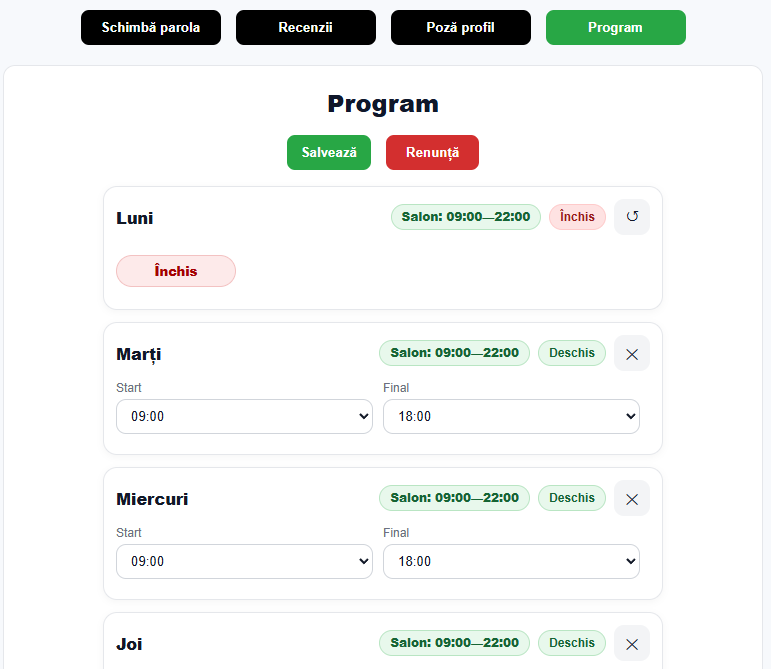 Schimbă parola Recenzii Poză profil Program
Program
Salvează Renunță
Luni Salon: 09:00—22:00 Închis
Închis
Marți Salon: 09:00—22:00 Deschis
Start Final
09:00 18:00
Miercuri Salon: 09:00—22:00 Deschis
Start Final
09:00 18:00
Joi Salon: 09:00—22:00 Deschis